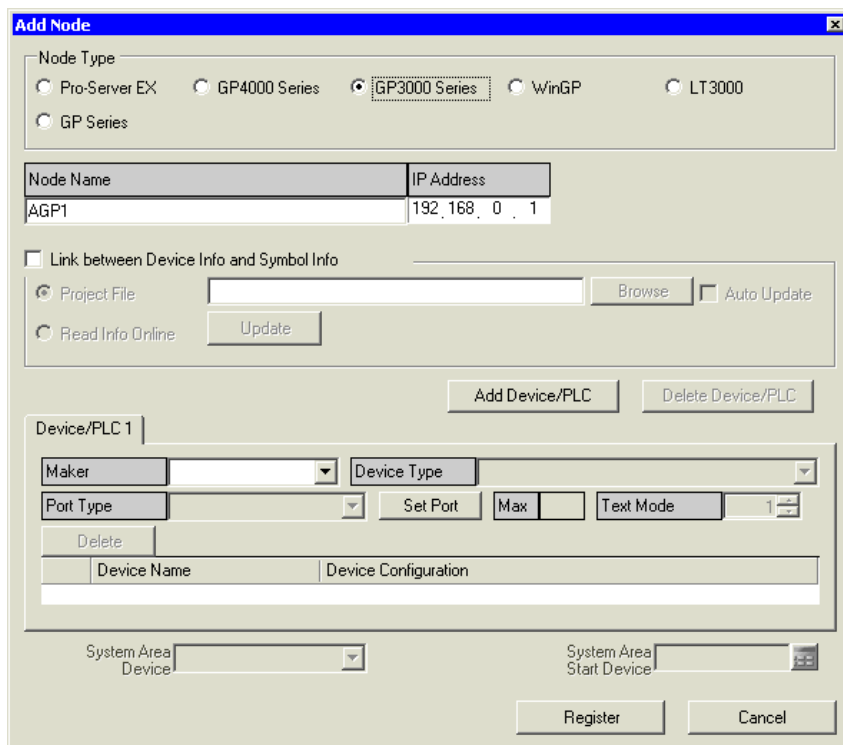 Add Node
Node Type
Pro-Server EX GP4000 Series GP3000 Series WinGP LT3000
GP Series
Node Name IP Address
AGP1 192 . 168 . 0 . 1
Link between Device Info and Symbol Info
Project File Browse Auto Update
Read Info Online Update
Add Device/PLC Delete Device/PLC
Device/PLC 1
Maker Device Type
Port Type Set Port Max Text Mode 1
Delete
Device Name Device Configuration
System Area Device System Area Start Device
Register Cancel